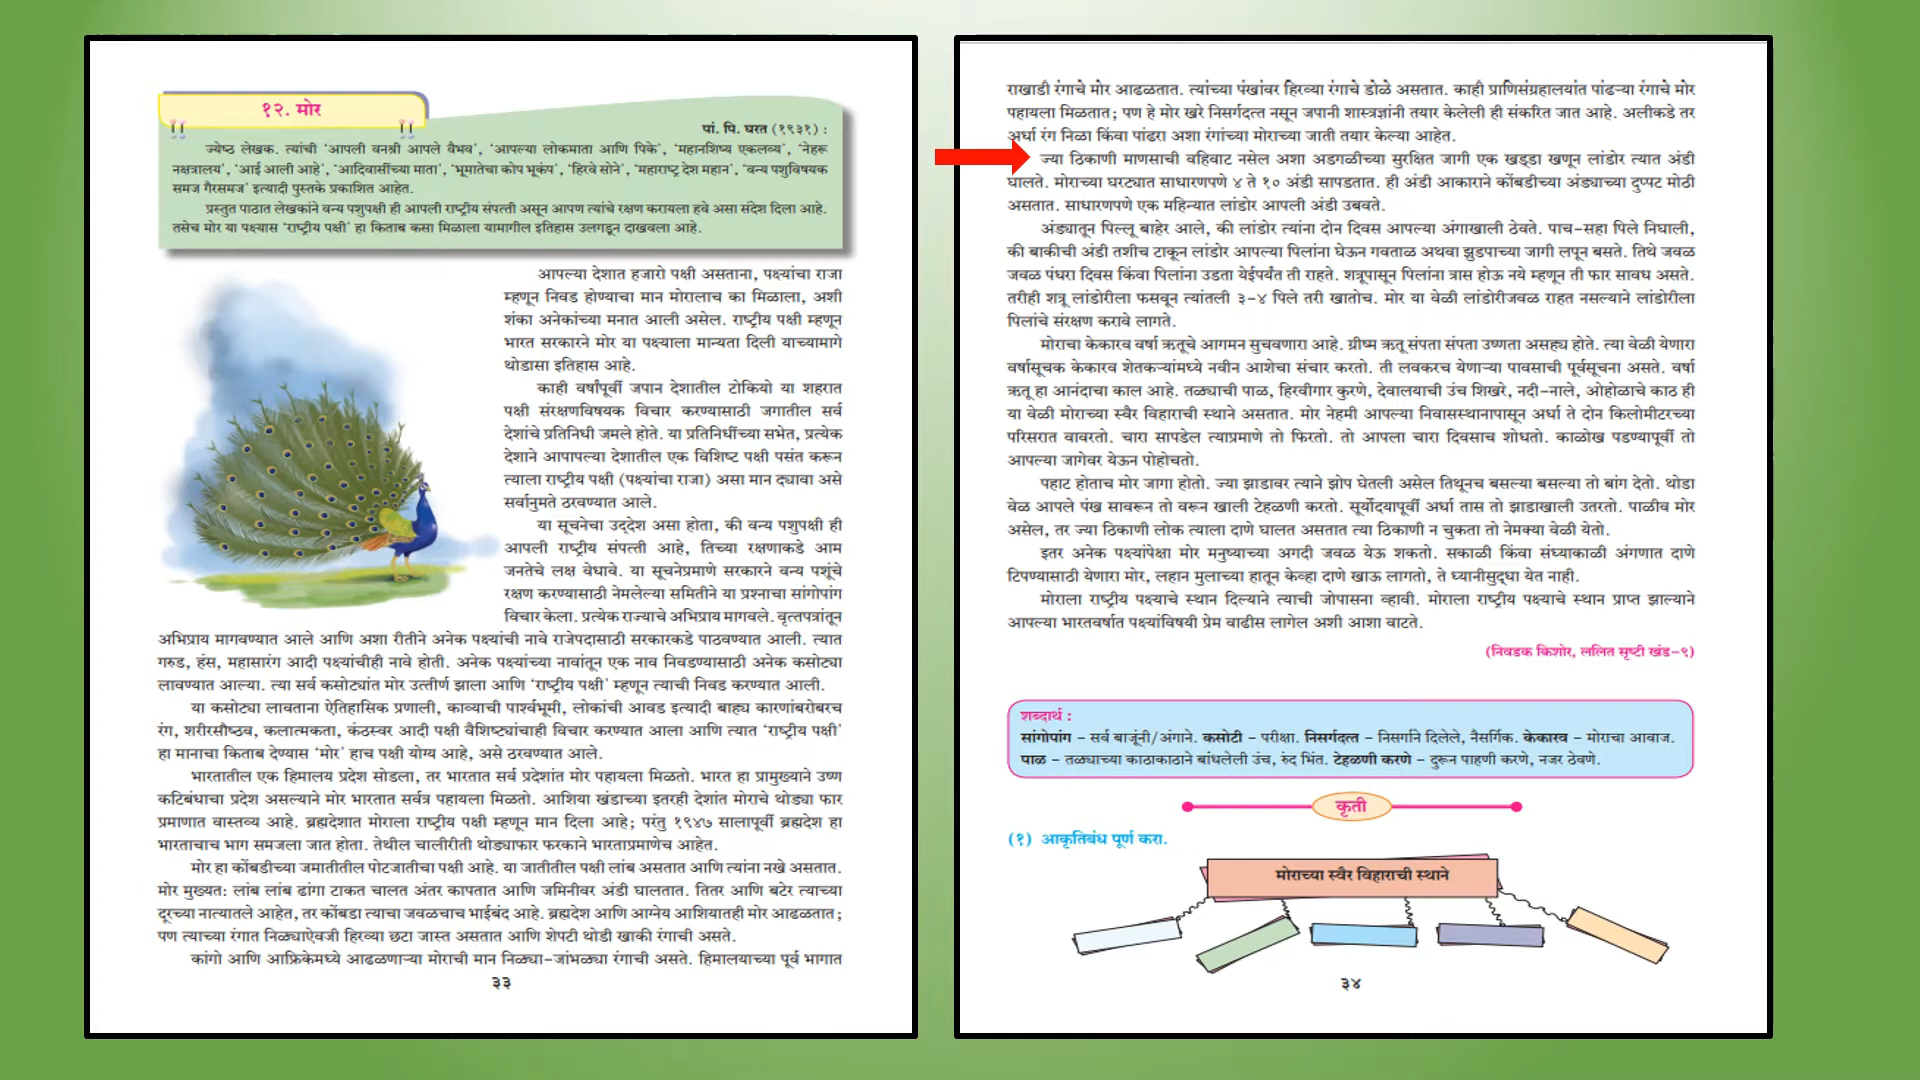 १२. मोर
पां. पि. घरत (१९३१) :
ज्येष्ठ लेखक. त्यांची ‘आपली वनश्री आपले वैभव’, ‘आपल्या लोकमाता आणि पिके’, ‘महानशिष्य एकलव्य’, ‘नेहरू
नक्षत्रालय’, ‘आई आली आहे’, ‘आदिवासींच्या माता’, ‘भूमातेचा कोप भूकंप’, ‘हिरवे सोने’, ‘महाराष्ट्र देश महान’, ‘वन्य पशुविषयक
समज गैरसमज’ इत्यादी पुस्तके प्रकाशित आहेत.
प्रस्तुत पाठात लेखकांने वन्य पशुपक्षी ही आपली राष्ट्रीय संपत्ती असून आपण त्यांचे रक्षण करायला हवे असा संदेश दिला आहे.
तसेच मोर या पक्ष्यास ‘राष्ट्रीय पक्षी’ हा किताब कसा मिळाला यामागील इतिहास उलगडून दाखवला आहे.
आपल्या देशात हजारो पक्षी असताना, पक्ष्यांचा राजा
म्हणून निवड होण्याचा मान मोरालाच का मिळाला, अशी
शंका अनेकांच्या मनात आली असेल. राष्ट्रीय पक्षी म्हणून
भारत सरकारने मोर या पक्ष्याला मान्यता दिली याच्यामागे
थोडासा इतिहास आहे.
काही वर्षांपूर्वी जपान देशातील टोकियो या शहरात
पक्षी संरक्षणविषयक विचार करण्यासाठी जगातील सर्व
देशांचे प्रतिनिधी जमले होते. या प्रतिनिधींच्या सभेत, प्रत्येक
देशाने आपापल्या देशातील एक विशिष्ट पक्षी पसंत करून
त्याला राष्ट्रीय पक्षी (पक्ष्यांचा राजा) असा मान द्यावा असे
सर्वानुमते ठरवण्यात आले.
या सूचनेचा उद्देश असा होता, की वन्य पशुपक्षी ही
आपली राष्ट्रीय संपत्ती आहे, तिच्या रक्षणाकडे आम
जनतेचे लक्ष वेधावे. या सूचनेप्रमाणे सरकारने वन्य पशूंचे
रक्षण करण्यासाठी नेमलेल्या समितीने या प्रश्नाचा सांगोपांग
विचार केला. प्रत्येक राज्याचे अभिप्राय मागवले. वृत्तपत्रांतून
अभिप्राय मागवण्यात आले आणि अशा रीतीने अनेक पक्ष्यांची नावे राजेपदासाठी सरकारकडे पाठवण्यात आली. त्यात
गरुड, हंस, महासारंग आदी पक्ष्यांचीही नावे होती. अनेक पक्ष्यांच्या नावांतून एक नाव निवडण्यासाठी अनेक कसोट्या
लावण्यात आल्या. त्या सर्व कसोट्यांत मोर उत्तीर्ण झाला आणि ‘राष्ट्रीय पक्षी’ म्हणून त्याची निवड करण्यात आली.
या कसोट्या लावताना ऐतिहासिक प्रणाली, काव्याची पार्श्वभूमी, लोकांची आवड इत्यादी बाह्य कारणांबरोबरच
रंग, शरीरसौष्ठव, कलात्मकता, कंठस्वर आदी पक्षी वैशिष्ट्यांचाही विचार करण्यात आला आणि त्यात ‘राष्ट्रीय पक्षी’
हा मानाचा किताब देण्यास ‘मोर’ हाच पक्षी योग्य आहे, असे ठरवण्यात आले.
भारतातील एक हिमालय प्रदेश सोडला, तर भारतात सर्व प्रदेशांत मोर पहायला मिळतो. भारत हा प्रामुख्याने उष्ण
कटिबंधाचा प्रदेश असल्याने मोर भारतात सर्वत्र पहायला मिळतो. आशिया खंडाच्या इतरही देशांत मोराचे थोड्या फार
प्रमाणात वास्तव्य आहे. ब्रह्मदेशात मोराला राष्ट्रीय पक्षी म्हणून मान दिला आहे; परंतु १९४७ सालापूर्वी ब्रह्मदेश हा
भारताचाच भाग समजला जात होता. तेथील चालीरीती थोड्याफार फरकाने भारताप्रमाणेच आहेत.
मोर हा कोंबडीच्या जमातीतील पोटजातीचा पक्षी आहे. या जातीतील पक्षी लांब असतात आणि त्यांना नखे असतात.
मोर मुख्यत: लांब लांब ढांगा टाकत चालत अंतर कापतात आणि जमिनीवर अंडी घालतात. तितर आणि बटेर त्याच्या
दूरच्या नात्यातले आहेत, तर कोंबडा त्याचा जवळचाच भाईबंद आहे. ब्रह्मदेश आणि आग्नेय आशियातही मोर आढळतात;
पण त्याच्या रंगात निळ्याऐवजी हिरव्या छटा जास्त असतात आणि शेपटी थोडी खाकी रंगाची असते.
कांगो आणि आफ्रिकेमध्ये आढळणाऱ्या मोराची मान निळ्या-जांभळ्या रंगाची असते. हिमालयाच्या पूर्व भागात
३३
राखाडी रंगाचे मोर आढळतात. त्यांच्या पंखांवर हिरव्या रंगाचे डोळे असतात. काही प्राणिसंग्रहालयांत पांढऱ्या रंगाचे मोर
पहायला मिळतात; पण हे मोर खरे निसर्गदत्त नसून जपानी शास्त्रज्ञांनी तयार केलेली ही संकरित जात आहे. अलीकडे तर
अर्धा रंग निळा किंवा पांढरा अशा रंगांच्या मोराच्या जाती तयार केल्या आहेत.
ज्या ठिकाणी माणसाची वहिवाट नसेल अशा अडगळीच्या सुरक्षित जागी एक खड्डा खणून लांडोर त्यात अंडी
घालते. मोराच्या घरट्यात साधारणपणे ४ ते १० अंडी सापडतात. ही अंडी आकाराने कोंबडीच्या अंड्याच्या दुप्पट मोठी
असतात. साधारणपणे एक महिन्यात लांडोर आपली अंडी उबवते.
अंड्यातून पिल्लू बाहेर आले, की लांडोर त्यांना दोन दिवस आपल्या अंगाखाली ठेवते. पाच-सहा पिले निघाली,
की बाकीची अंडी तशीच टाकून लांडोर आपल्या पिलांना घेऊन गवताळ अथवा झुडपाच्या जागी लपून बसते. तिथे जवळ
जवळ पंधरा दिवस किंवा पिलांना उडता येईपर्यंत ती राहते. शत्रूपासून पिलांना त्रास होऊ नये म्हणून ती फार सावध असते.
तरीही शत्रू लांडोरीला फसवून त्यांतली ३-४ पिले तरी खातोच. मोर या वेळी लांडोरीजवळ राहत नसल्याने लांडोरीला
पिलांचे संरक्षण करावे लागते.
मोराचा केकारव वर्षा ऋतूचे आगमन सुचवणारा आहे. ग्रीष्म ऋतू संपता संपता उष्णता असह्य होते. त्या वेळी येणारा
वर्षासूचक केकारव शेतकऱ्यांमध्ये नवीन आशेचा संचार करतो. ती लवकरच येणाऱ्या पावसाची पूर्वसूचना असते. वर्षा
ऋतू हा आनंदाचा काल आहे. तळ्याची पाळ, हिरवीगार कुरणे, देवालयाची उंच शिखरे, नदी-नाले, ओहोळाचे काठ ही
या वेळी मोराच्या स्वैर विहाराची स्थाने असतात. मोर नेहमी आपल्या निवासस्थानापासून अर्धा ते दोन किलोमीटरच्या
परिसरात वावरतो. चारा सापडेल त्याप्रमाणे तो फिरतो. तो आपला चारा दिवसाच शोधतो. काळोख पडण्यापूर्वी तो
आपल्या जागेवर येऊन पोहोचतो.
पहाट होताच मोर जागा होतो. ज्या झाडावर त्याने झोप घेतली असेल तिथूनच बसल्या बसल्या तो बांग देतो. थोडा
वेळ आपले पंख सावरून तो वरून खाली टेहळणी करतो. सूर्योदयापूर्वी अर्धा तास तो झाडाखाली उतरतो. पाळीव मोर
असेल, तर ज्या ठिकाणी लोक त्याला दाणे घालत असतात त्या ठिकाणी न चुकता तो नेमक्या वेळी येतो.
इतर अनेक पक्ष्यांपेक्षा मोर मनुष्याच्या अगदी जवळ येऊ शकतो. सकाळी किंवा संध्याकाळी अंगणात दाणे
टिपण्यासाठी येणारा मोर, लहान मुलाच्या हातून केव्हा दाणे खाऊ लागतो, ते ध्यानीसुद्धा येत नाही.
मोराला राष्ट्रीय पक्ष्याचे स्थान दिल्याने त्याची जोपासना व्हावी. मोराला राष्ट्रीय पक्ष्याचे स्थान प्राप्त झाल्याने
आपल्या भारतवर्षात पक्ष्यांविषयी प्रेम वाढीस लागेल अशी आशा वाटते.
(निवडक किशोर, ललित सृष्टी खंड-९)
शब्दार्थ :
सांगोपांग - सर्व बाजूंनी/अंगाने. कसोटी - परीक्षा. निसर्गदत्त - निसर्गाने दिलेले, नैसर्गिक. केकारव - मोराचा आवाज.
पाळ - तळ्याच्या काठाकाठाने बांधलेली उंच, रुंद भिंत. टेहळणी करणे - दुरून पाहणी करणे, नजर ठेवणे.
कृती
(१) आकृतिबंध पूर्ण करा.
मोराच्या स्वैर विहाराची स्थाने
३४